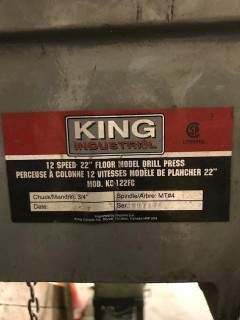 KING
INDUSTRIAL
12 SPEED 22" FLOOR MODEL DRILL PRESS
PERCEUSE À COLONNE 12 VITESSES MODÈLE DE PLANCHER 22"
MOD. KC 122FC
Chuck/Mandrin: 3/4" Spindle/Arbre: MT#4
Date: